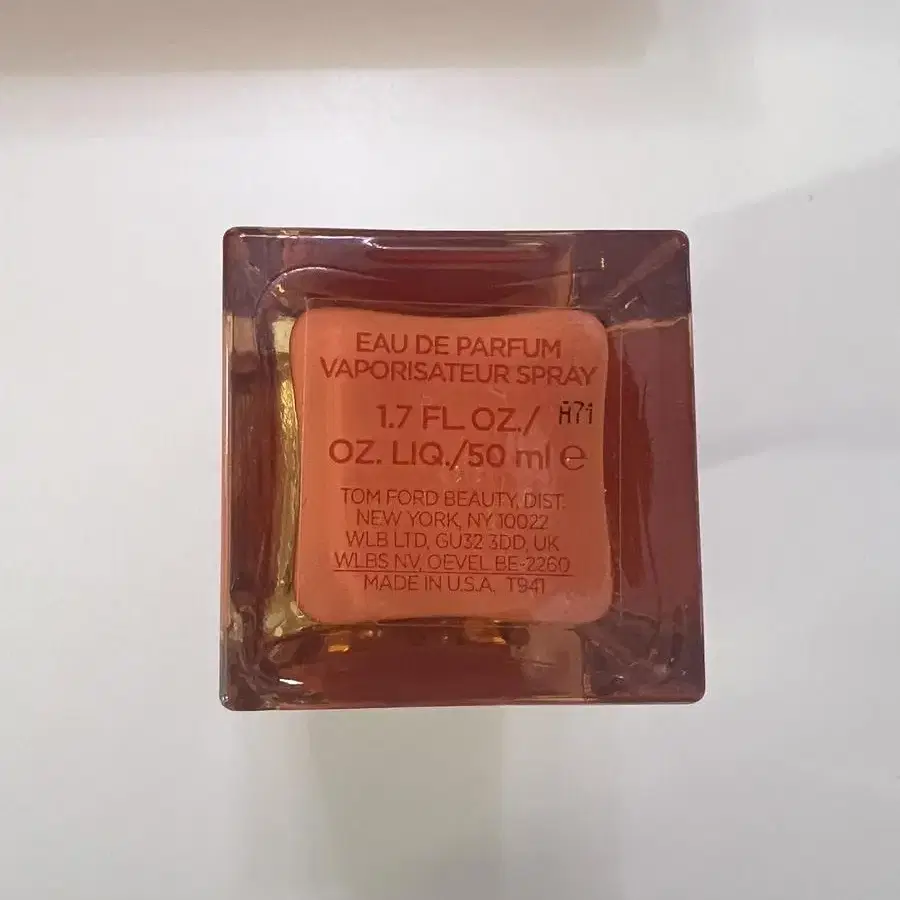 EAU DE PARFUM
VAPORISATEUR SPRAY
1.7 FL. OZ./ A71
OZ. LIQ./50 ml e
TOM FORD BEAUTY, DIST.
NEW YORK, NY 10022
WLB LTD, GU32 3DD, UK
WLBS NV, OEVEL BE-2260
MADE IN U.S.A. T941